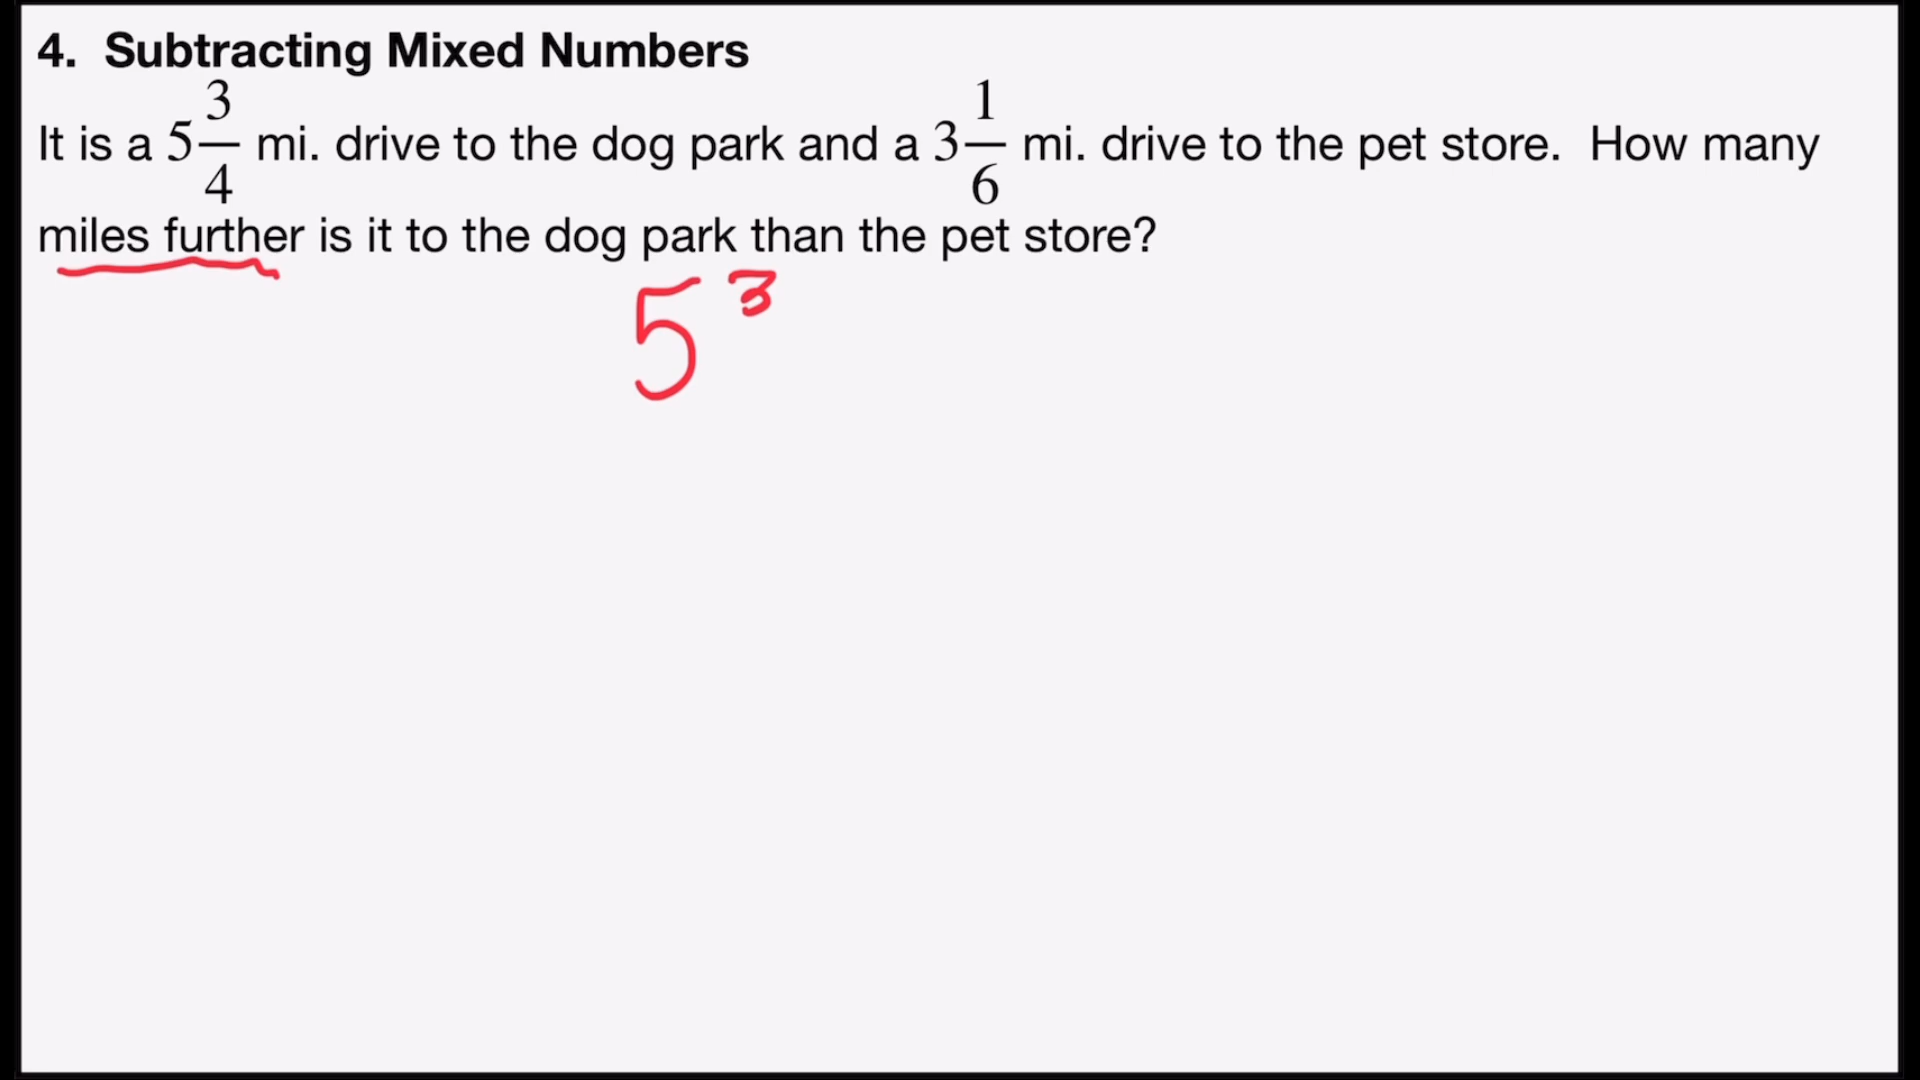 4. Subtracting Mixed Numbers
It is a 5 3/4 mi. drive to the dog park and a 3 1/6 mi. drive to the pet store. How many
miles further is it to the dog park than the pet store?
5 3